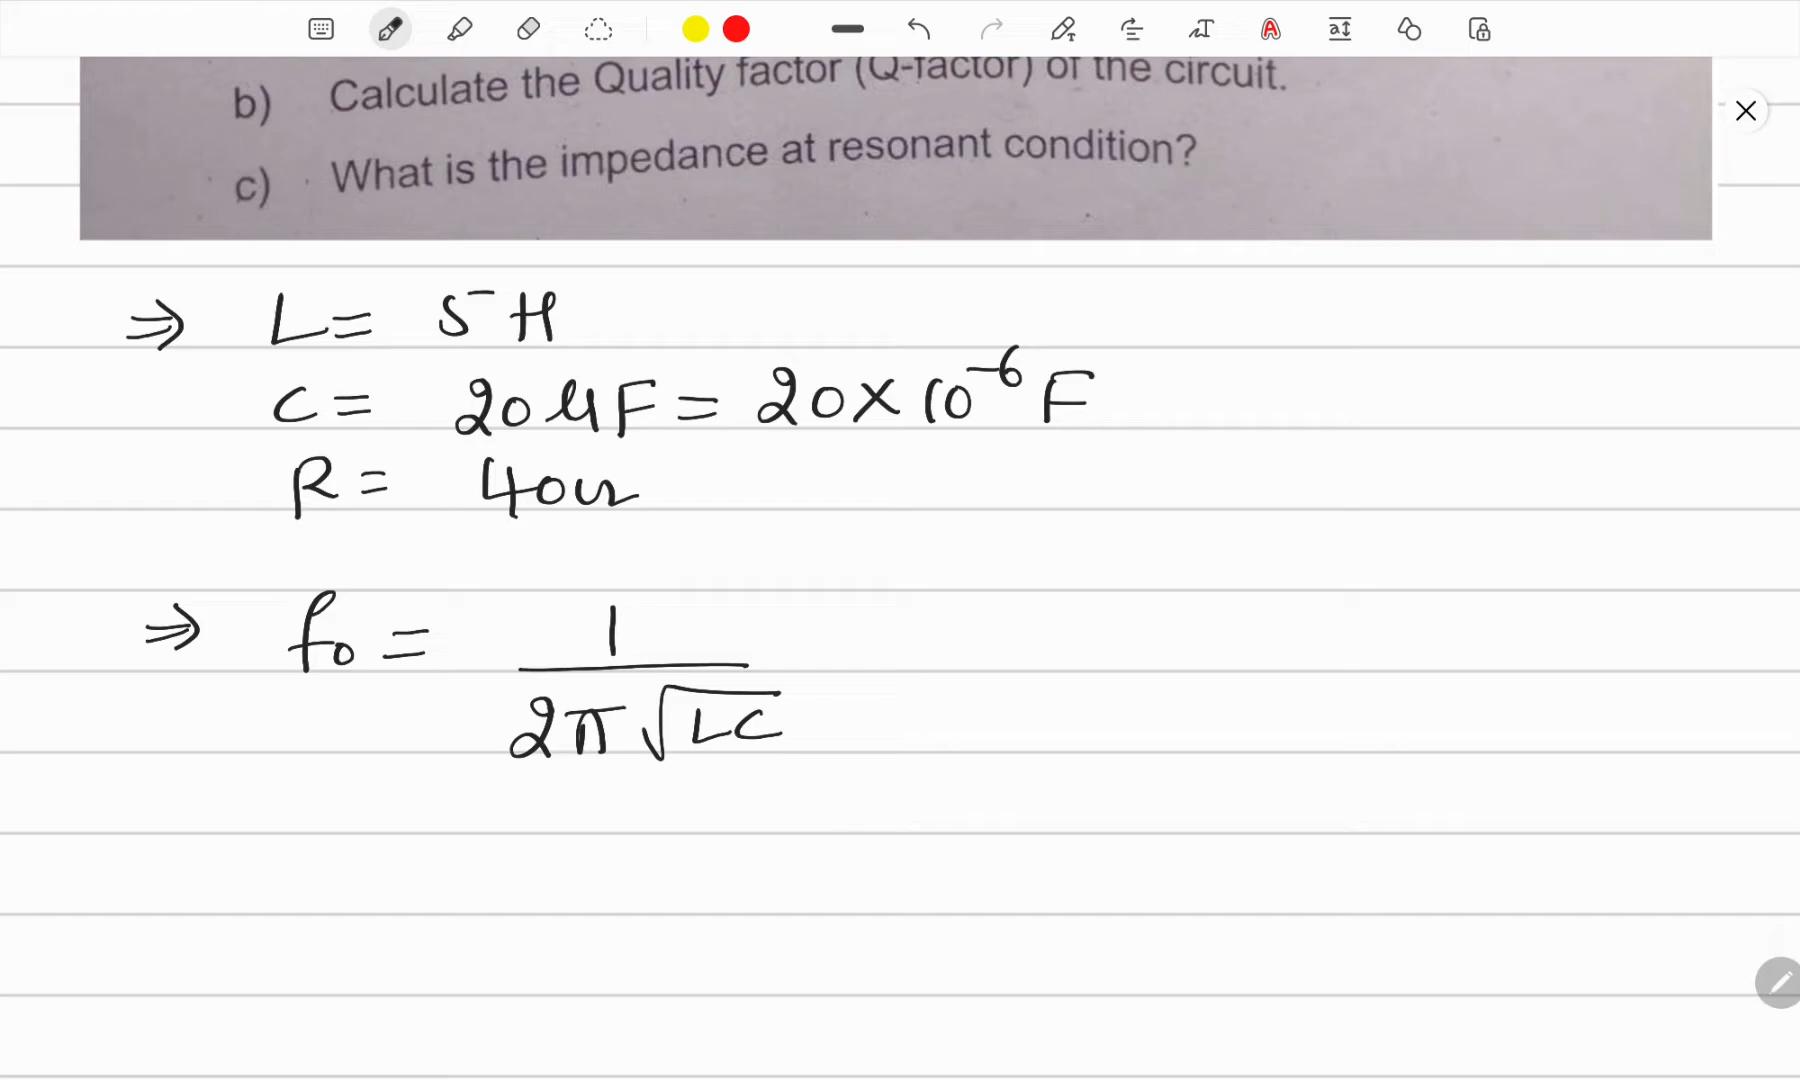 b) Calculate the Quality factor (Q-factor) of the circuit.
c) What is the impedance at resonant condition?
⇒ L = 5 H
C = 20 μF = 20 × 10⁻⁶ F
R = 40Ω
⇒ f₀ = 1 / 2π √LC